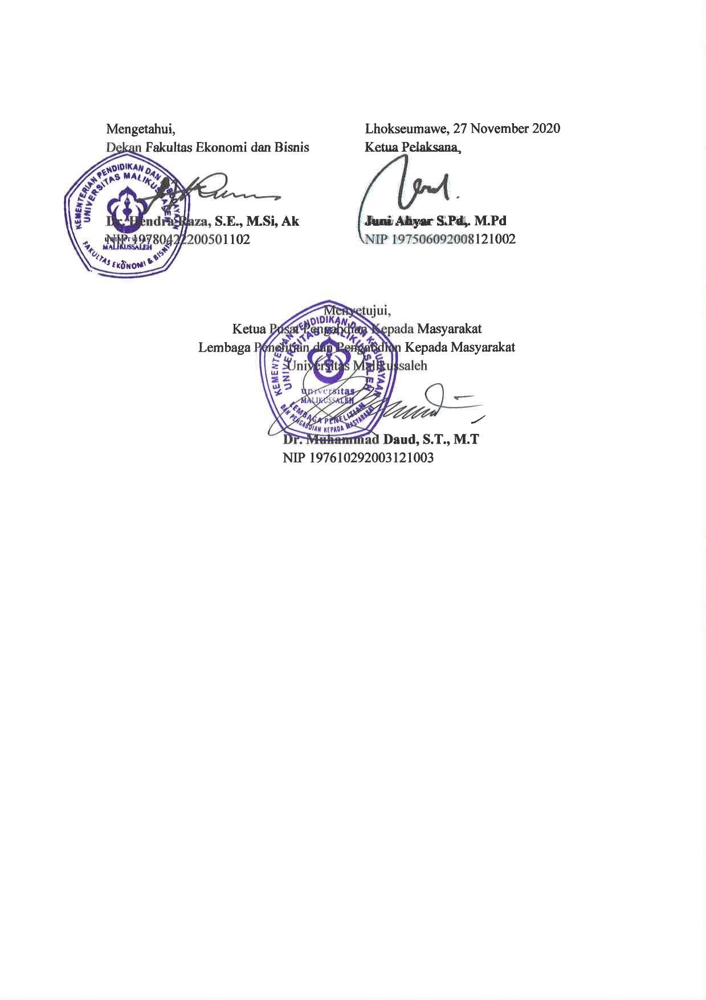 Mengetahui,
Dekan Fakultas Ekonomi dan Bisnis
KEMENTERIAN PENDIDIKAN DAN
UNIVERSITAS MALIKUSSALEH
universitas
MALIKUSSALEH
FAKULTAS EKONOMI & BISNIS
Dr. Hendra Raza, S.E., M.Si, Ak
NIP 197804222200501102
Lhokseumawe, 27 November 2020
Ketua Pelaksana,
Juni Ahyar S.Pd,. M.Pd
NIP 197506092008121002
Menyetujui,
Ketua Pusat Pengabdian Kepada Masyarakat
Lembaga Penelitian dan Pengabdian Kepada Masyarakat
Universitas Malikussaleh
KEMENTERIAN PENDIDIKAN DAN KEBUDAYAAN
UNIVERSITAS MALIKUSSALEH
universitas
MALIKUSSALEH
LEMBAGA PENELITIAN
DAN PENGABDIAN KEPADA MASYARAKAT
Dr. Muhammad Daud, S.T., M.T
NIP 197610292003121003